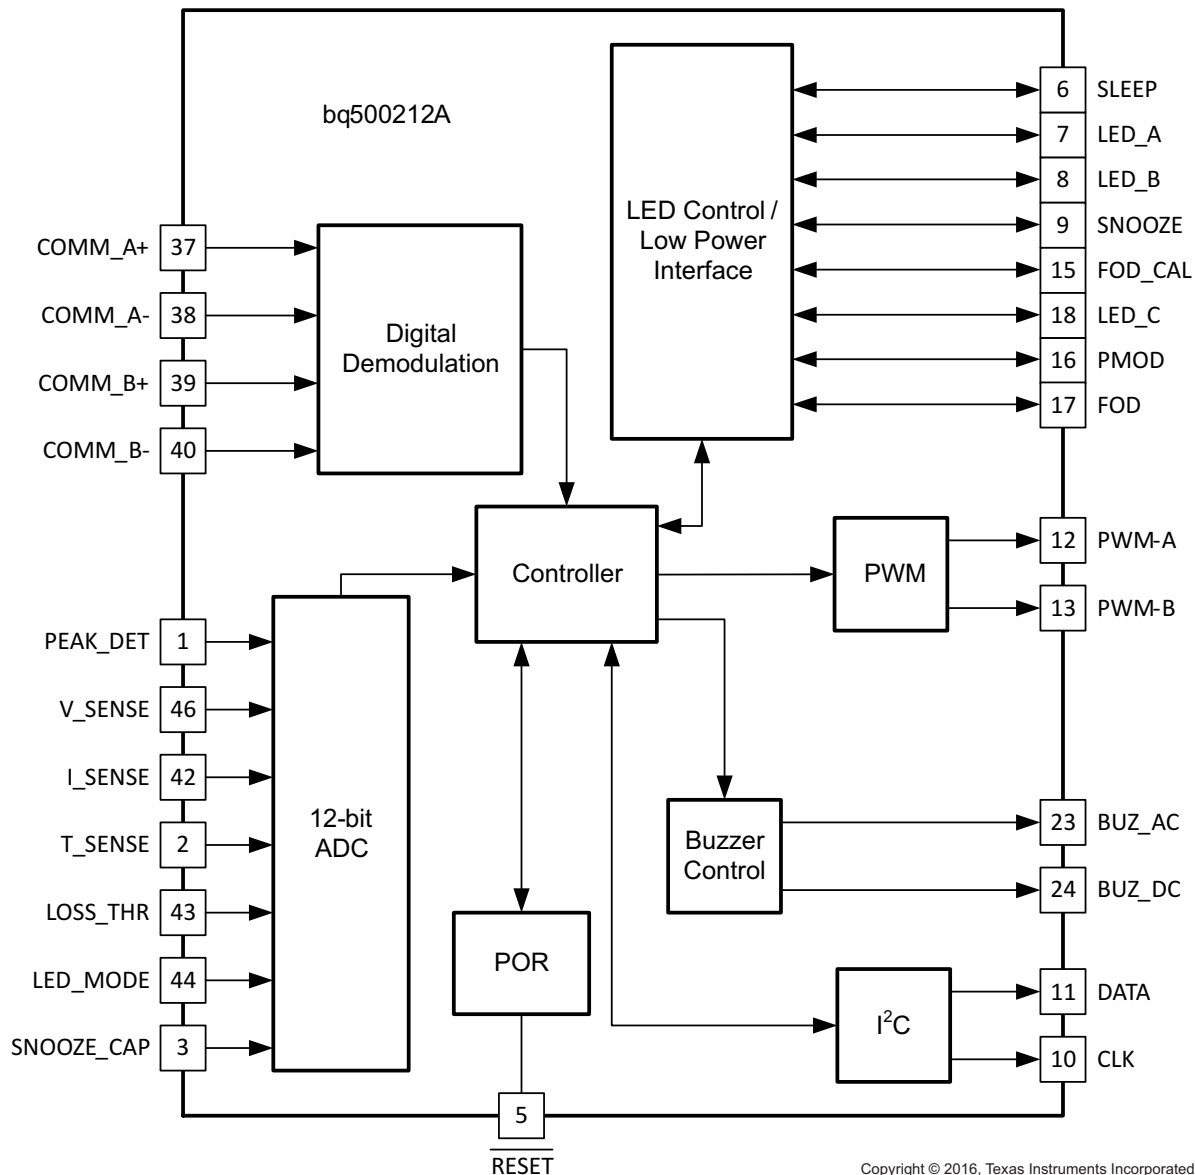 bq500212A
LED Control /
Low Power
Interface
6 SLEEP
7 LED_A
8 LED_B
9 SNOOZE
15 FOD_CAL
18 LED_C
16 PMOD
17 FOD
COMM_A+ 37
COMM_A- 38
COMM_B+ 39
COMM_B- 40
Digital
Demodulation
Controller
PWM
12 PWM-A
13 PWM-B
PEAK_DET 1
V_SENSE 46
I_SENSE 42
T_SENSE 2
LOSS_THR 43
LED_MODE 44
SNOOZE_CAP 3
12-bit
ADC
Buzzer
Control
23 BUZ_AC
24 BUZ_DC
POR
I²C
11 DATA
10 CLK
5
RESET
Copyright © 2016, Texas Instruments Incorporated